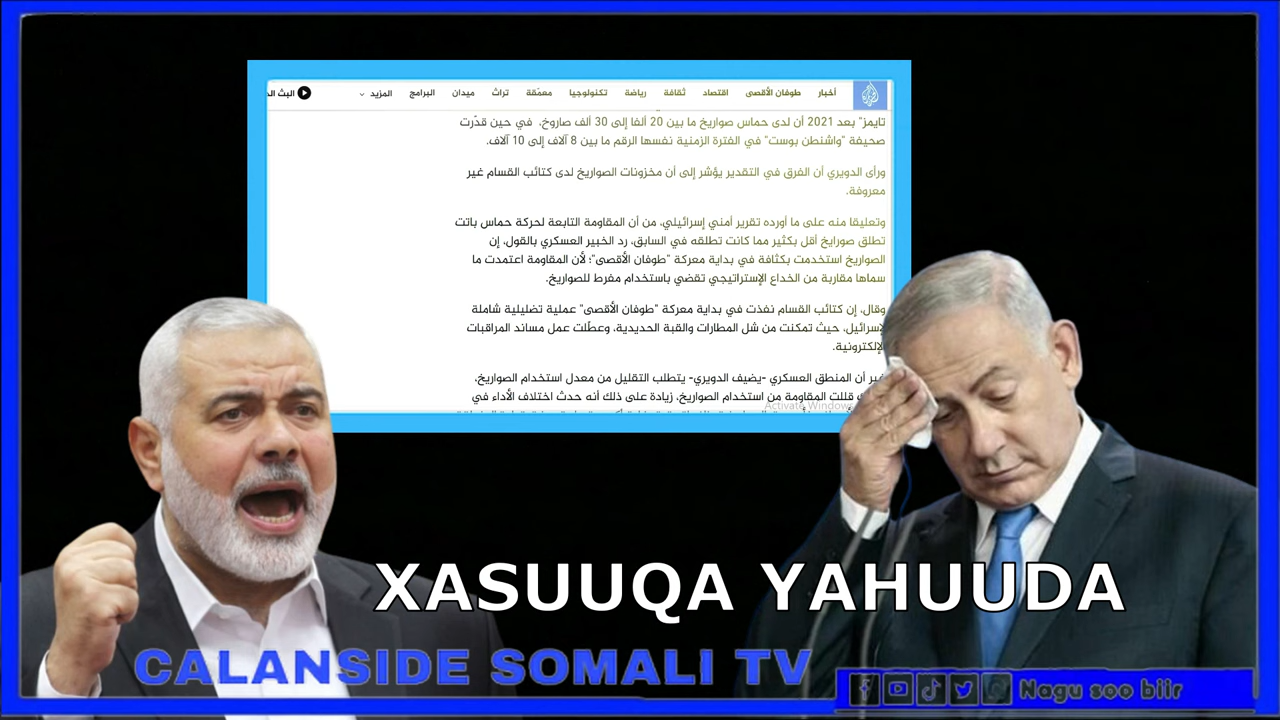 أخبار طوفان الأقصى اقتصاد ثقافة رياضة تكنولوجيا معمّقة تراث ميدان البرامج المزيد البث
تايمز" بعد 2021 أن لدى حماس صواريخ ما بين 20 ألفا إلى 30 ألف صاروخ، في حين قدّرت
صحيفة "واشنطن بوست" في الفترة الزمنية نفسها الرقم ما بين 8 آلاف إلى 10 آلاف.
ورأى الدويري أن الفرق في التقدير يؤشر إلى أن مخزونات الصواريخ لدى كتائب القسام غير
معروفة.
وتعليقا منه على ما أورده تقرير أمني إسرائيلي، من أن المقاومة التابعة لحركة حماس باتت
تطلق صورايخ أقل بكثير مما كانت تطلقه في السابق، رد الخبير العسكري بالقول، إن
الصواريخ استخدمت بكثافة في بداية معركة "طوفان الأقصى"؛ لأن المقاومة اعتمدت ما
سماها مقاربة من الخداع الإستراتيجي تقضي باستخدام مفرط للصواريخ.
وقال، إن كتائب القسام نفذت في بداية معركة "طوفان الأقصى" عملية تضليلية شاملة
لإسرائيل، حيث تمكنت من شل المطارات والقبة الحديدية، وعطّلت عمل مساند المراقبات
الإلكترونية.
غير أن المنطق العسكري -يضيف الدويري- يتطلب التقليل من معدل استخدام الصواريخ،
قللت المقاومة من استخدام الصواريخ، زيادة على ذلك أنه حدث اختلاف الأداء في
Activate Windows
XASUUQA YAHUUDA
CALANSIDE SOMALI TV
Nagu soo biir